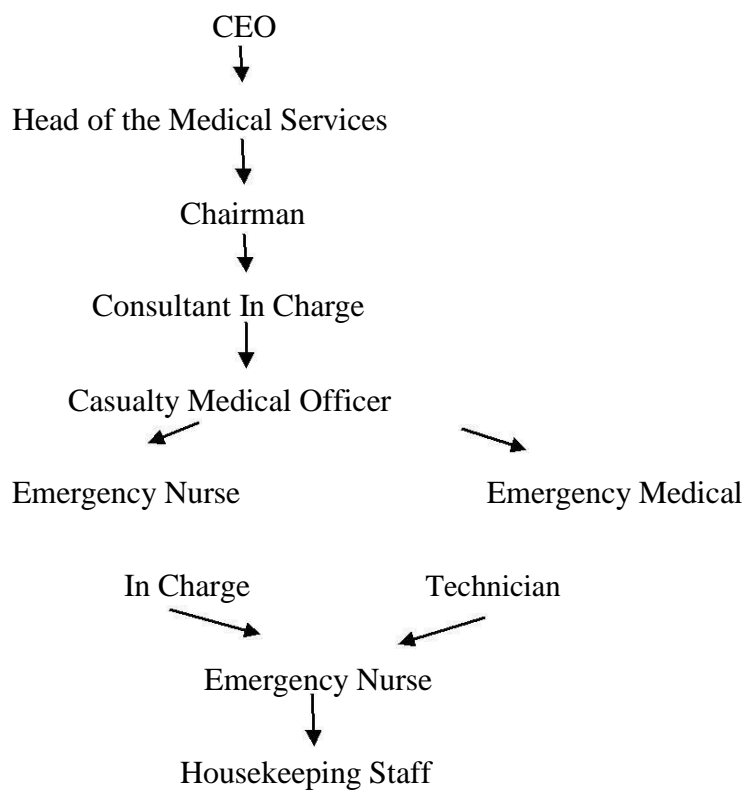 CEO
Head of the Medical Services
Chairman
Consultant In Charge
Casualty Medical Officer
Emergency Nurse Emergency Medical
In Charge Technician
Emergency Nurse
Housekeeping Staff